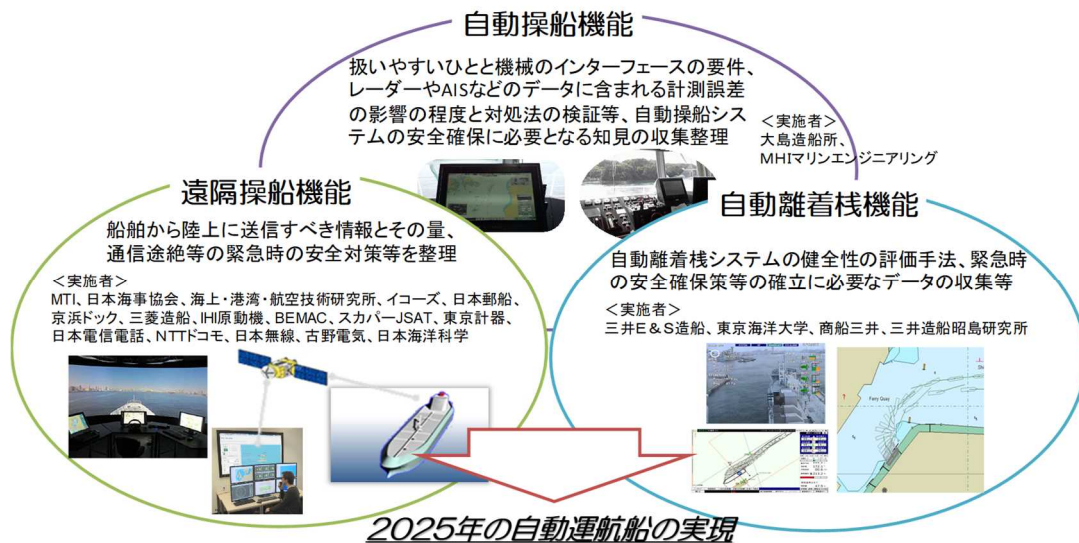 自動操船機能
扱いやすいひとと機械のインターフェースの要件、
レーダーやAISなどのデータに含まれる計測誤差
の影響の程度と対処法の検証等、自動操船シス
テムの安全確保に必要となる知見の収集整理
<実施者>
大島造船所、
MHIマリンエンジニアリング
遠隔操船機能
船舶から陸上に送信すべき情報とその量、
通信途絶等の緊急時の安全対策等を整理
<実施者>
MTI、日本海事協会、海上・港湾・航空技術研究所、イコーズ、日本郵船、
京浜ドック、三菱造船、IHI原動機、BEMAC、スカパーJSAT、東京計器、
日本電信電話、NTTドコモ、日本無線、古野電気、日本海洋科学
自動離着桟機能
自動離着桟システムの健全性の評価手法、緊急時
の安全確保策等の確立に必要なデータの収集等
<実施者>
三井E&S造船、東京海洋大学、商船三井、三井造船昭島研究所
Ferry Quay
2025年の自動運航船の実現